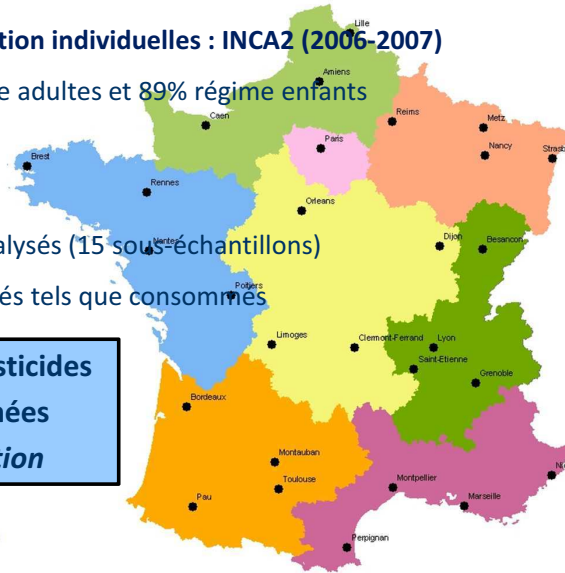 Lille
tion individuelles : INCA2 (2006-2007)
Amiens
e adultes et 89% régime enfants
Caen
Reims
Metz
Paris
Nancy
Strasb
Brest
Rennes
Orleans
Nantes
Dijon
Besancon
alysés (15 sous-échantillons)
Poitiers
és tels que consommés
Limoges
Clermont-Ferrand
Lyon
Saint-Etienne
Grenoble
sticides
nées
tion
Bordeaux
Montauban
Toulouse
Pau
Montpellier
Marseille
Ni
Perpignan